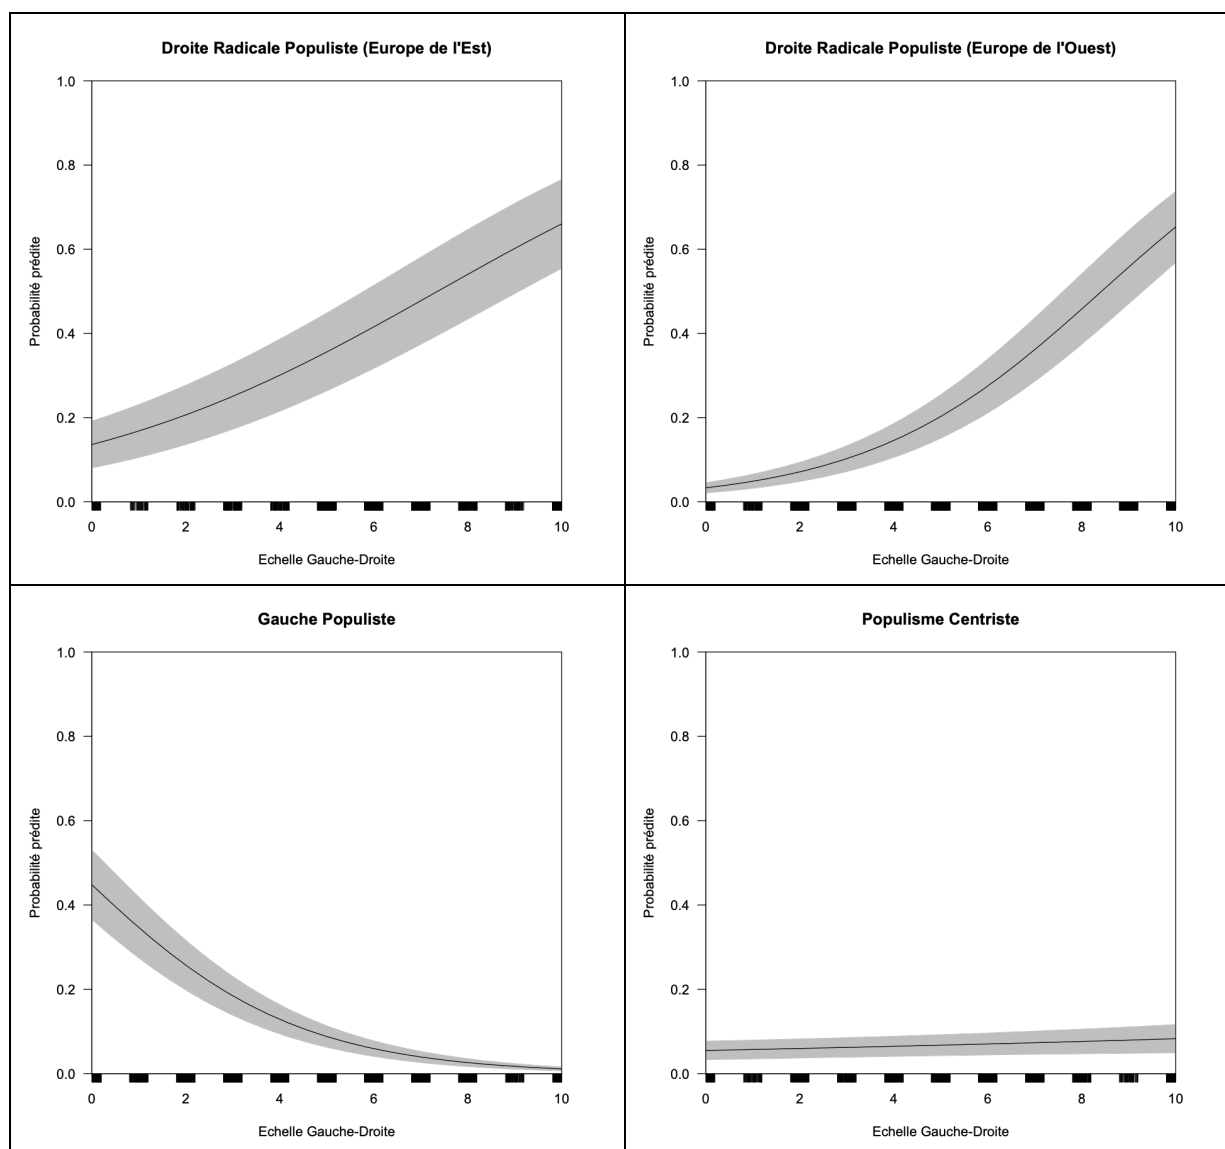 Droite Radicale Populiste (Europe de l'Est)
1.0
0.8
0.6
0.4
0.2
0.0
Probabilité prédite
0 2 4 6 8 10
Echelle Gauche-Droite
Droite Radicale Populiste (Europe de l'Ouest)
1.0
0.8
0.6
0.4
0.2
0.0
Probabilité prédite
0 2 4 6 8 10
Echelle Gauche-Droite
Gauche Populiste
1.0
0.8
0.6
0.4
0.2
0.0
Probabilité prédite
0 2 4 6 8 10
Echelle Gauche-Droite
Populisme Centriste
1.0
0.8
0.6
0.4
0.2
0.0
Probabilité prédite
0 2 4 6 8 10
Echelle Gauche-Droite